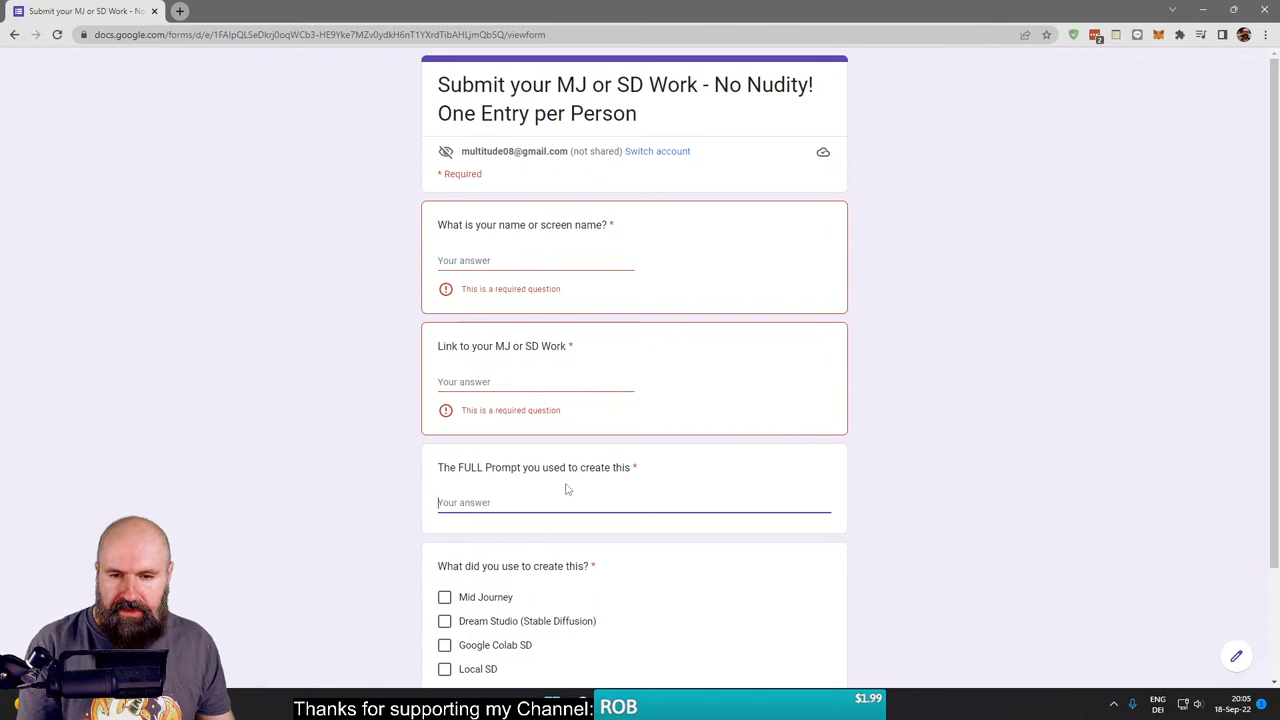 Submit your MJ or SD Work - No
docs.google.com/forms/d/e/1FAIpQLSeDkrj0oqWCb3-HE9Yke7MZv0ydkH6nT1YXrdTibAHLjmQb5Q/viewform
2
Submit your MJ or SD Work - No Nudity!
One Entry per Person
multitude08@gmail.com (not shared) Switch account
* Required
What is your name or screen name? *
Your answer
This is a required question
Link to your MJ or SD Work *
Your answer
This is a required question
The FULL Prompt you used to create this *
Your answer
What did you use to create this? *
Mid Journey
Dream Studio (Stable Diffusion)
Google Colab SD
Local SD
Thanks for supporting my Channel: ROB $1.99
ENG 20:05
DE 18-Sep-22